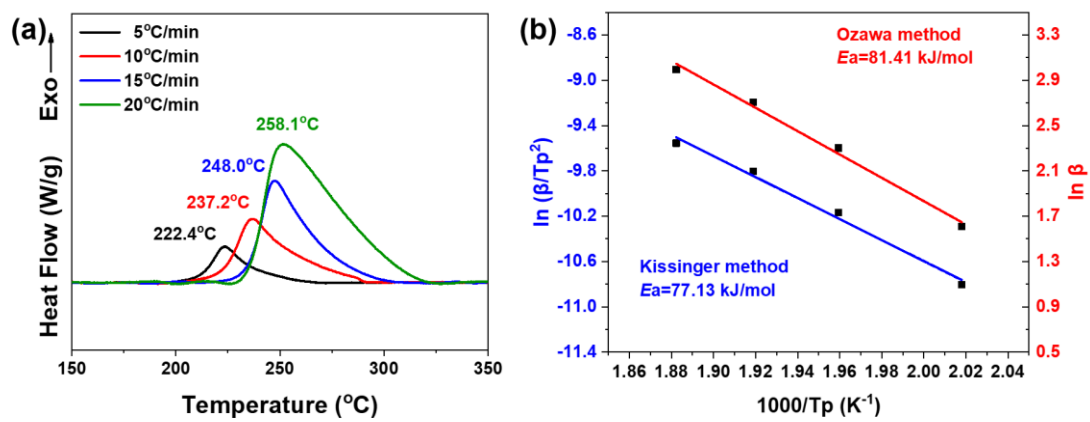 (a)
5°C/min
10°C/min
15°C/min
20°C/min
258.1°C
248.0°C
237.2°C
222.4°C
Heat Flow (W/g) Exo
150 200 250 300 350
Temperature (°C)
(b)
Ozawa method
Ea=81.41 kJ/mol
Kissinger method
Ea=77.13 kJ/mol
ln (β/Tp²)
-8.6
-9.0
-9.4
-9.8
-10.2
-10.6
-11.0
-11.4
ln β
3.3
2.9
2.5
2.1
1.7
1.3
0.9
0.5
1.86 1.88 1.90 1.92 1.94 1.96 1.98 2.00 2.02 2.04
1000/Tp (K⁻¹)